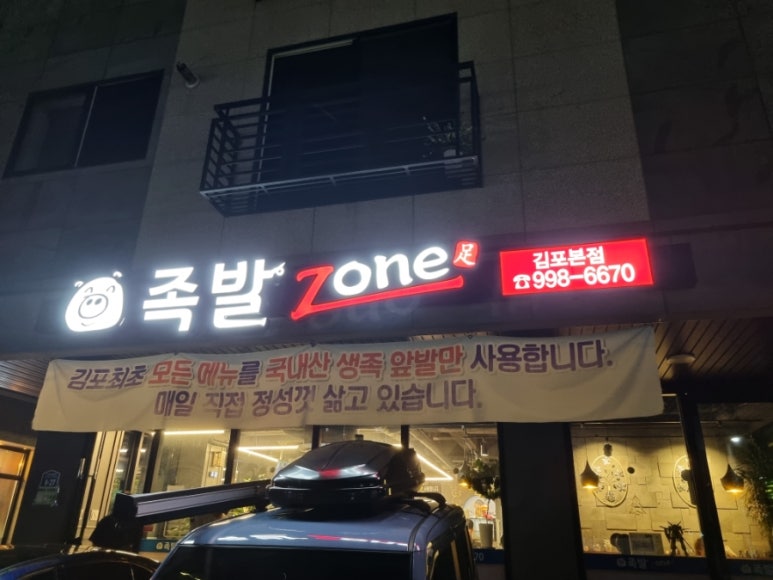 족발 zone 足
김포본점
☎998-6670
김포최초 모든 메뉴를 국내산 생족 앞발만 사용합니다.
매일 직접 정성껏 삶고 있습니다.
족발